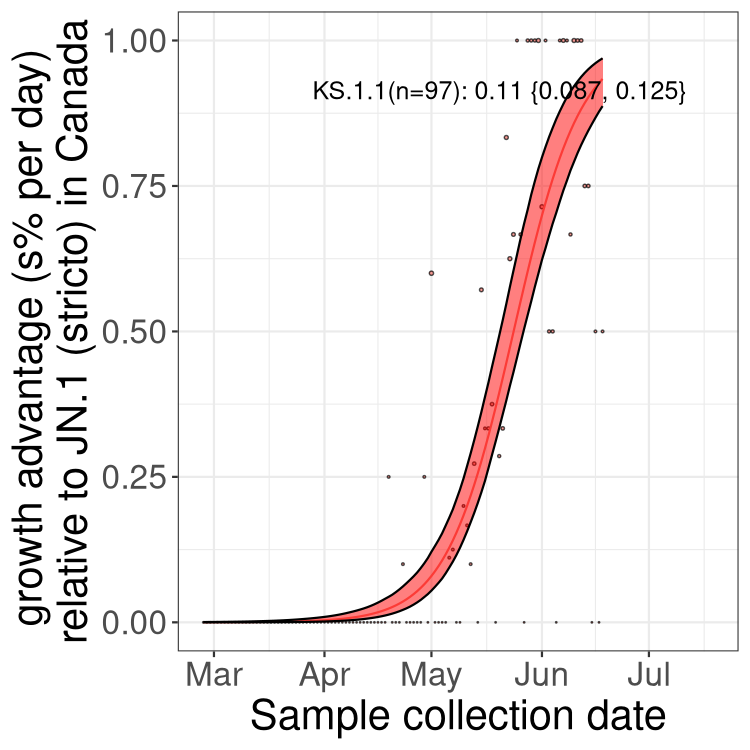 growth advantage (s% per day)
relative to JN.1 (stricto) in Canada
1.00
0.75
0.50
0.25
0.00
KS.1.1(n=97): 0.11 {0.087, 0.125}
Mar Apr May Jun Jul
Sample collection date